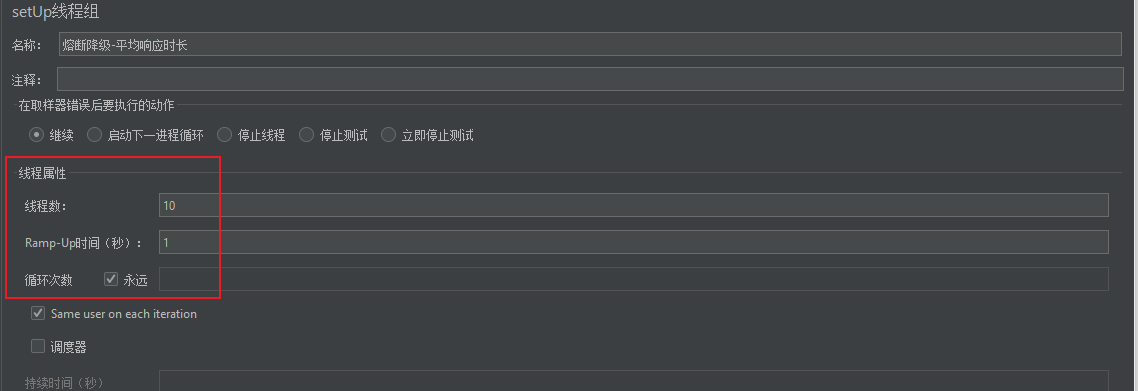 setUp线程组
名称： 熔断降级-平均响应时长
注释：
在取样器错误后要执行的动作
继续 启动下一进程循环 停止线程 停止测试 立即停止测试
线程属性
线程数： 10
Ramp-Up时间（秒）： 1
循环次数 永远
Same user on each iteration
调度器
持续时间（秒）